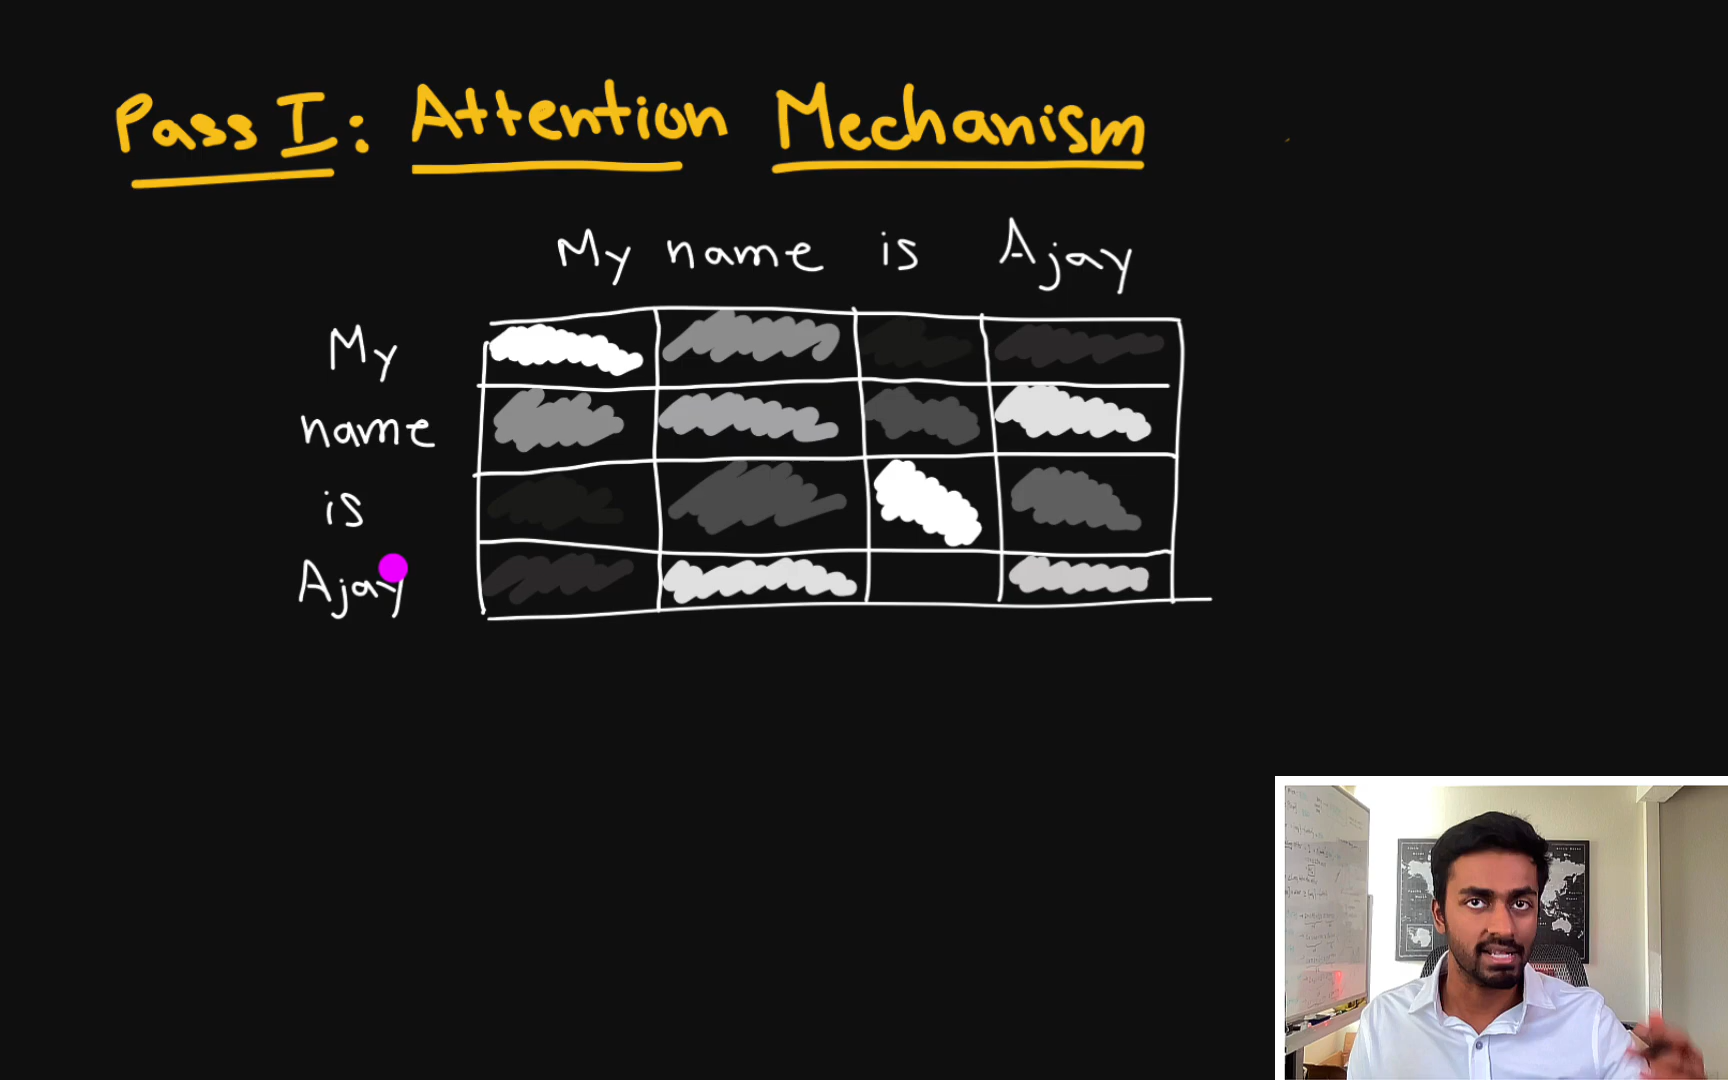 Pass I: Attention Mechanism
My name is Ajay
My
name
is
Ajay